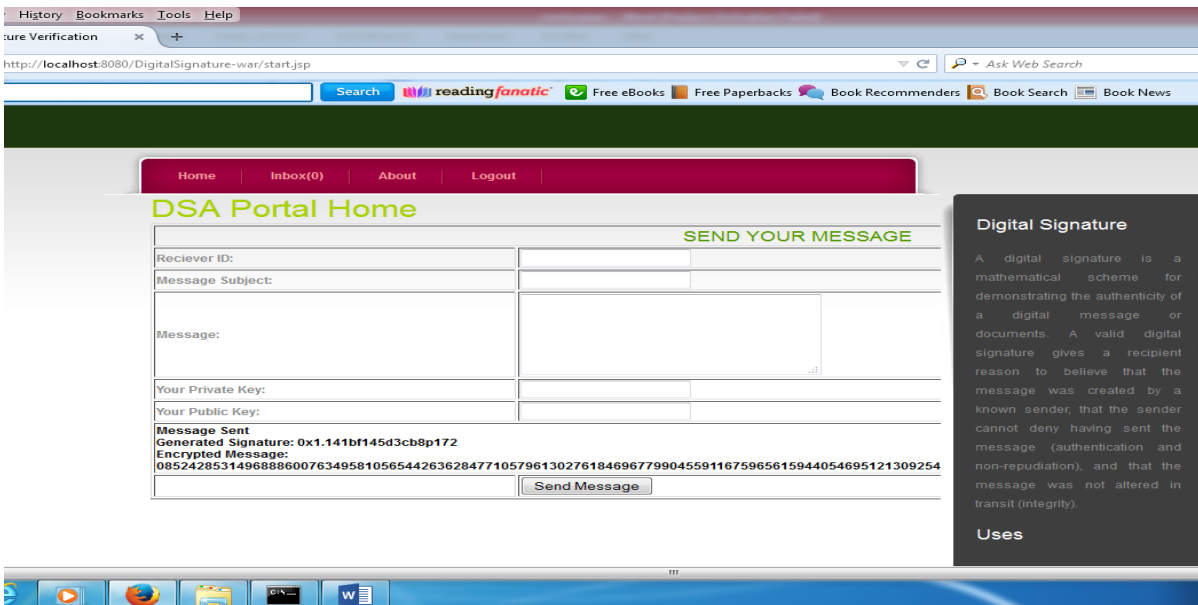 History Bookmarks Tools Help
ture Verification × +
http://localhost:8080/DigitalSignature-war/start.jsp Ask Web Search
Search readingfanatic Free eBooks Free Paperbacks Book Recommenders Book Search Book News
Home Inbox(0) About Logout
DSA Portal Home
SEND YOUR MESSAGE
Reciever ID:
Message Subject:
Message:
Your Private Key:
Your Public Key:
Message Sent
Generated Signature: 0x1.141bf145d3cb8p172
Encrypted Message:
Send Message
Digital Signature
A digital signature is a
mathematical scheme for
demonstrating the authenticity of
a digital message or
documents. A valid digital
signature gives a recipient
reason to believe that the
message was created by a
known sender, that the sender
cannot deny having sent the
message (authentication and
non-repudiation), and that the
message was not altered in
transit (integrity).
Uses